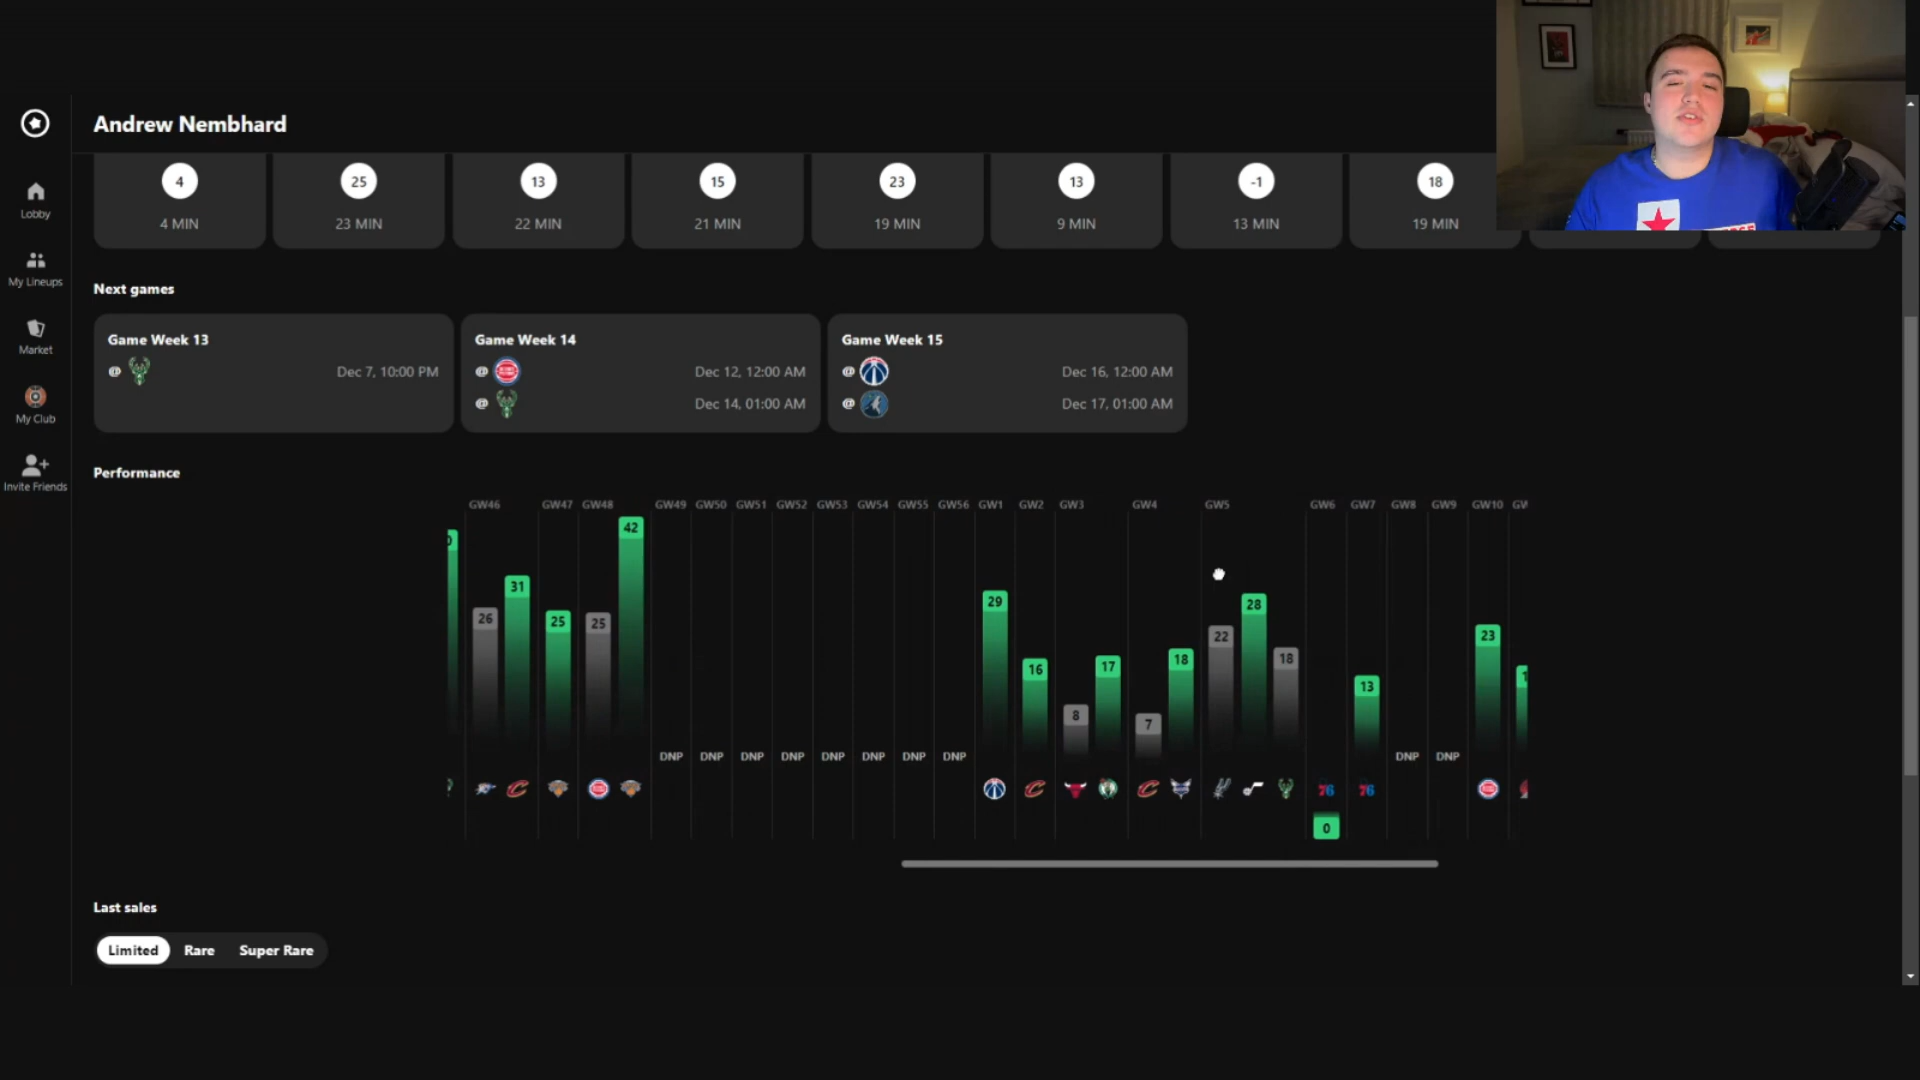 Andrew Nembhard
4 25 13 15 23 13 -1 18
4 MIN 23 MIN 22 MIN 21 MIN 19 MIN 9 MIN 13 MIN 19 MIN
Lobby
My Lineups
Market
My Club
Invite Friends
Next games
Game Week 13
@ Dec 7, 10:00 PM
Game Week 14
@ Dec 12, 12:00 AM
@ Dec 14, 01:00 AM
Game Week 15
@ Dec 16, 12:00 AM
@ Dec 17, 01:00 AM
Performance
GW46 GW47 GW48 GW49 GW50 GW51 GW52 GW53 GW54 GW55 GW56 GW1 GW2 GW3 GW4 GW5 GW6 GW7 GW8 GW9 GW10
26 31 25 25 42 29 16 8 17 7 18 22 28 18 13 23
DNP DNP DNP DNP DNP DNP DNP DNP DNP DNP
76 76
0
Last sales
Limited Rare Super Rare